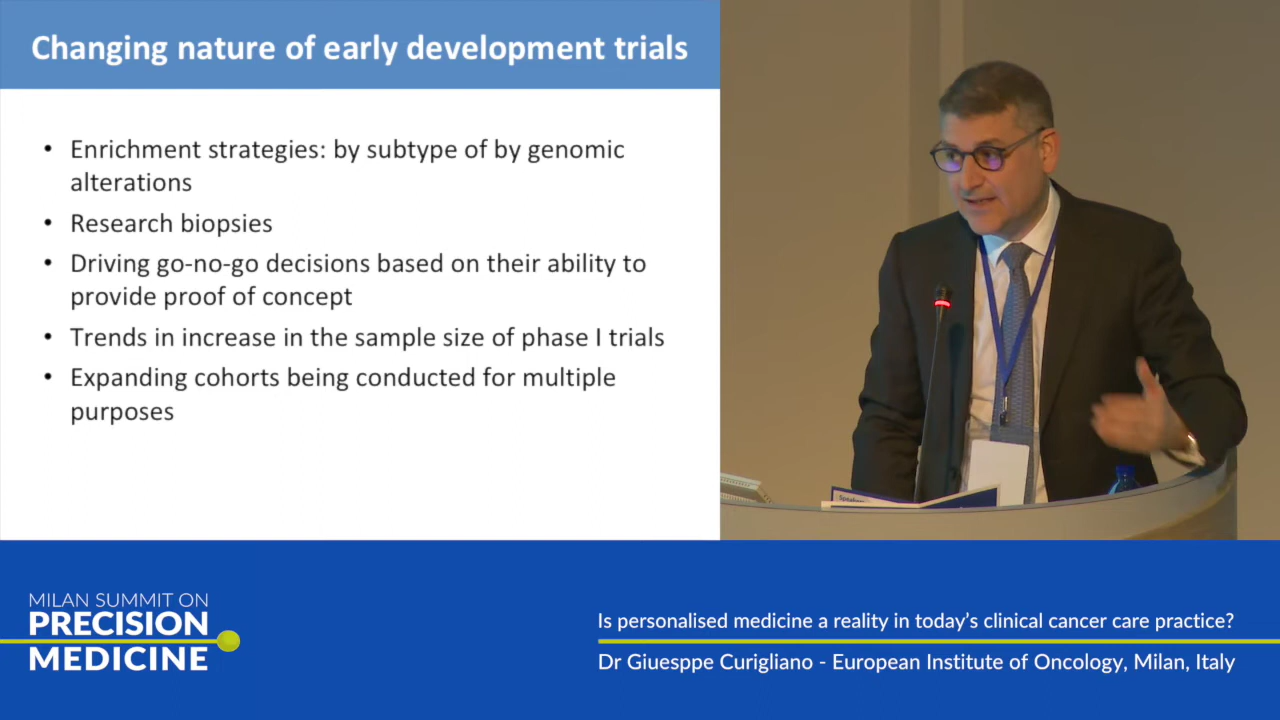 Changing nature of early development trials
• Enrichment strategies: by subtype of by genomic
alterations
• Research biopsies
• Driving go-no-go decisions based on their ability to
provide proof of concept
• Trends in increase in the sample size of phase I trials
• Expanding cohorts being conducted for multiple
purposes
Speakers
MILAN SUMMIT ON
PRECISION
MEDICINE
Is personalised medicine a reality in today's clinical cancer care practice?
Dr Giuesppe Curigliano - European Institute of Oncology, Milan, Italy